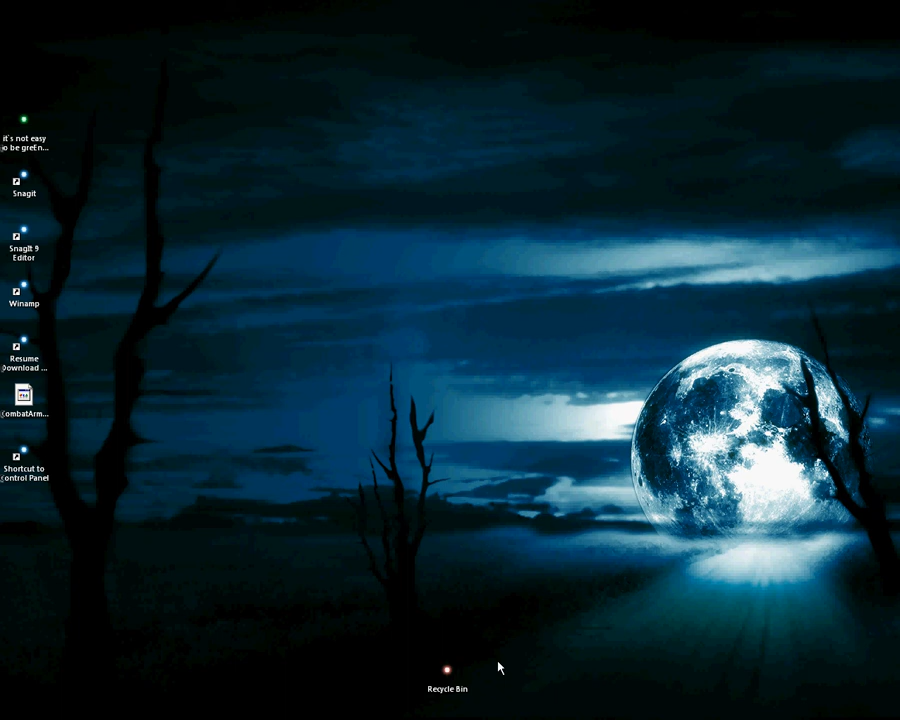 it's not easy
o be greEn...
Snagit
SnagIt 9
Editor
Winamp
Resume
Download ...
CombatArm...
Shortcut to
Control Panel
Recycle Bin